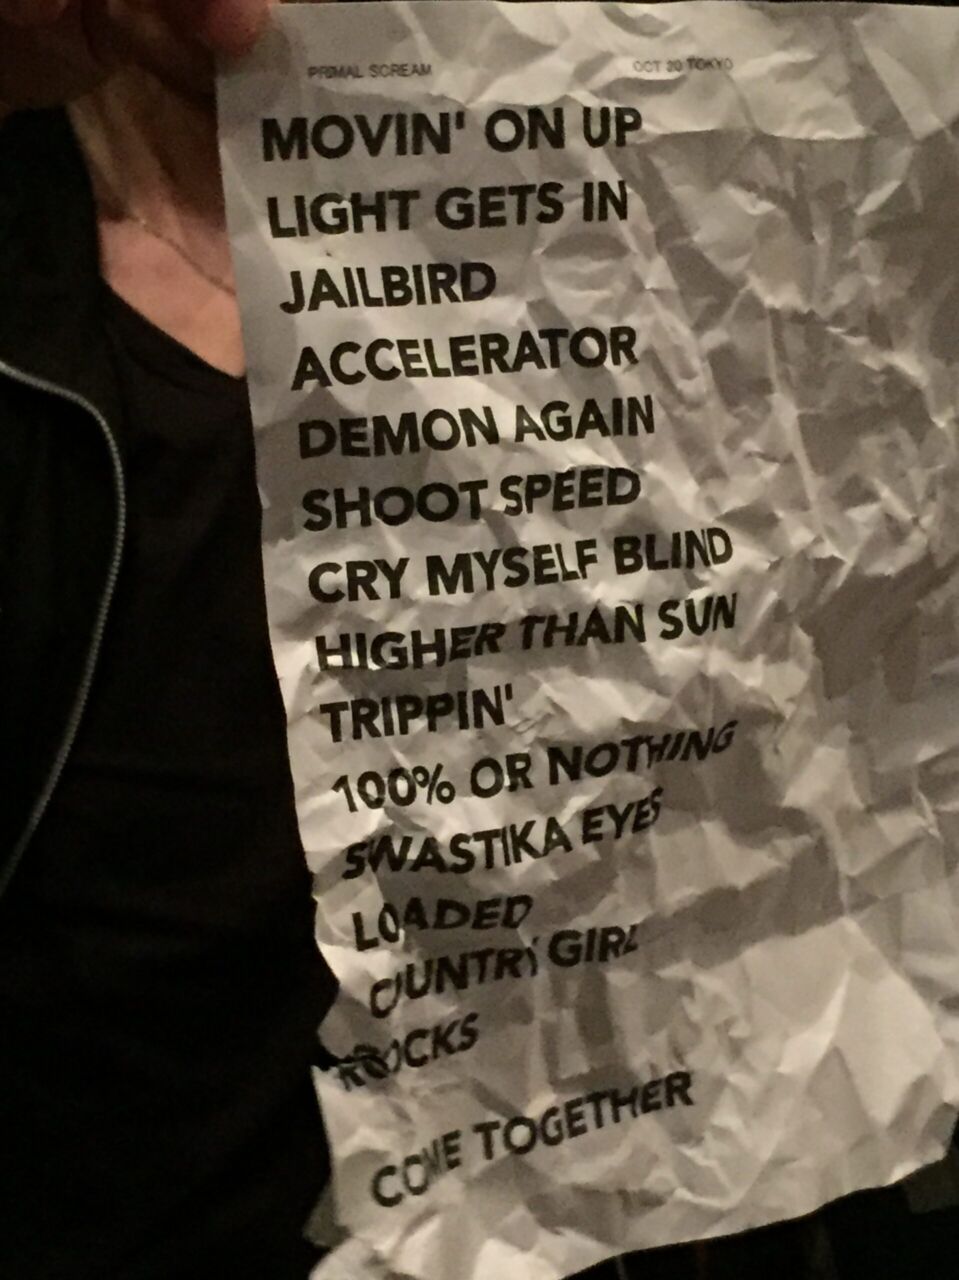 PRIMAL SCREAM OCT 20 TOKYO
MOVIN' ON UP
LIGHT GETS IN
JAILBIRD
ACCELERATOR
DEMON AGAIN
SHOOT SPEED
CRY MYSELF BLIND
HIGHER THAN SUN
TRIPPIN'
100% OR NOTHING
SWASTIKA EYES
LOADED
COUNTRY GIRL
ROCKS
COME TOGETHER